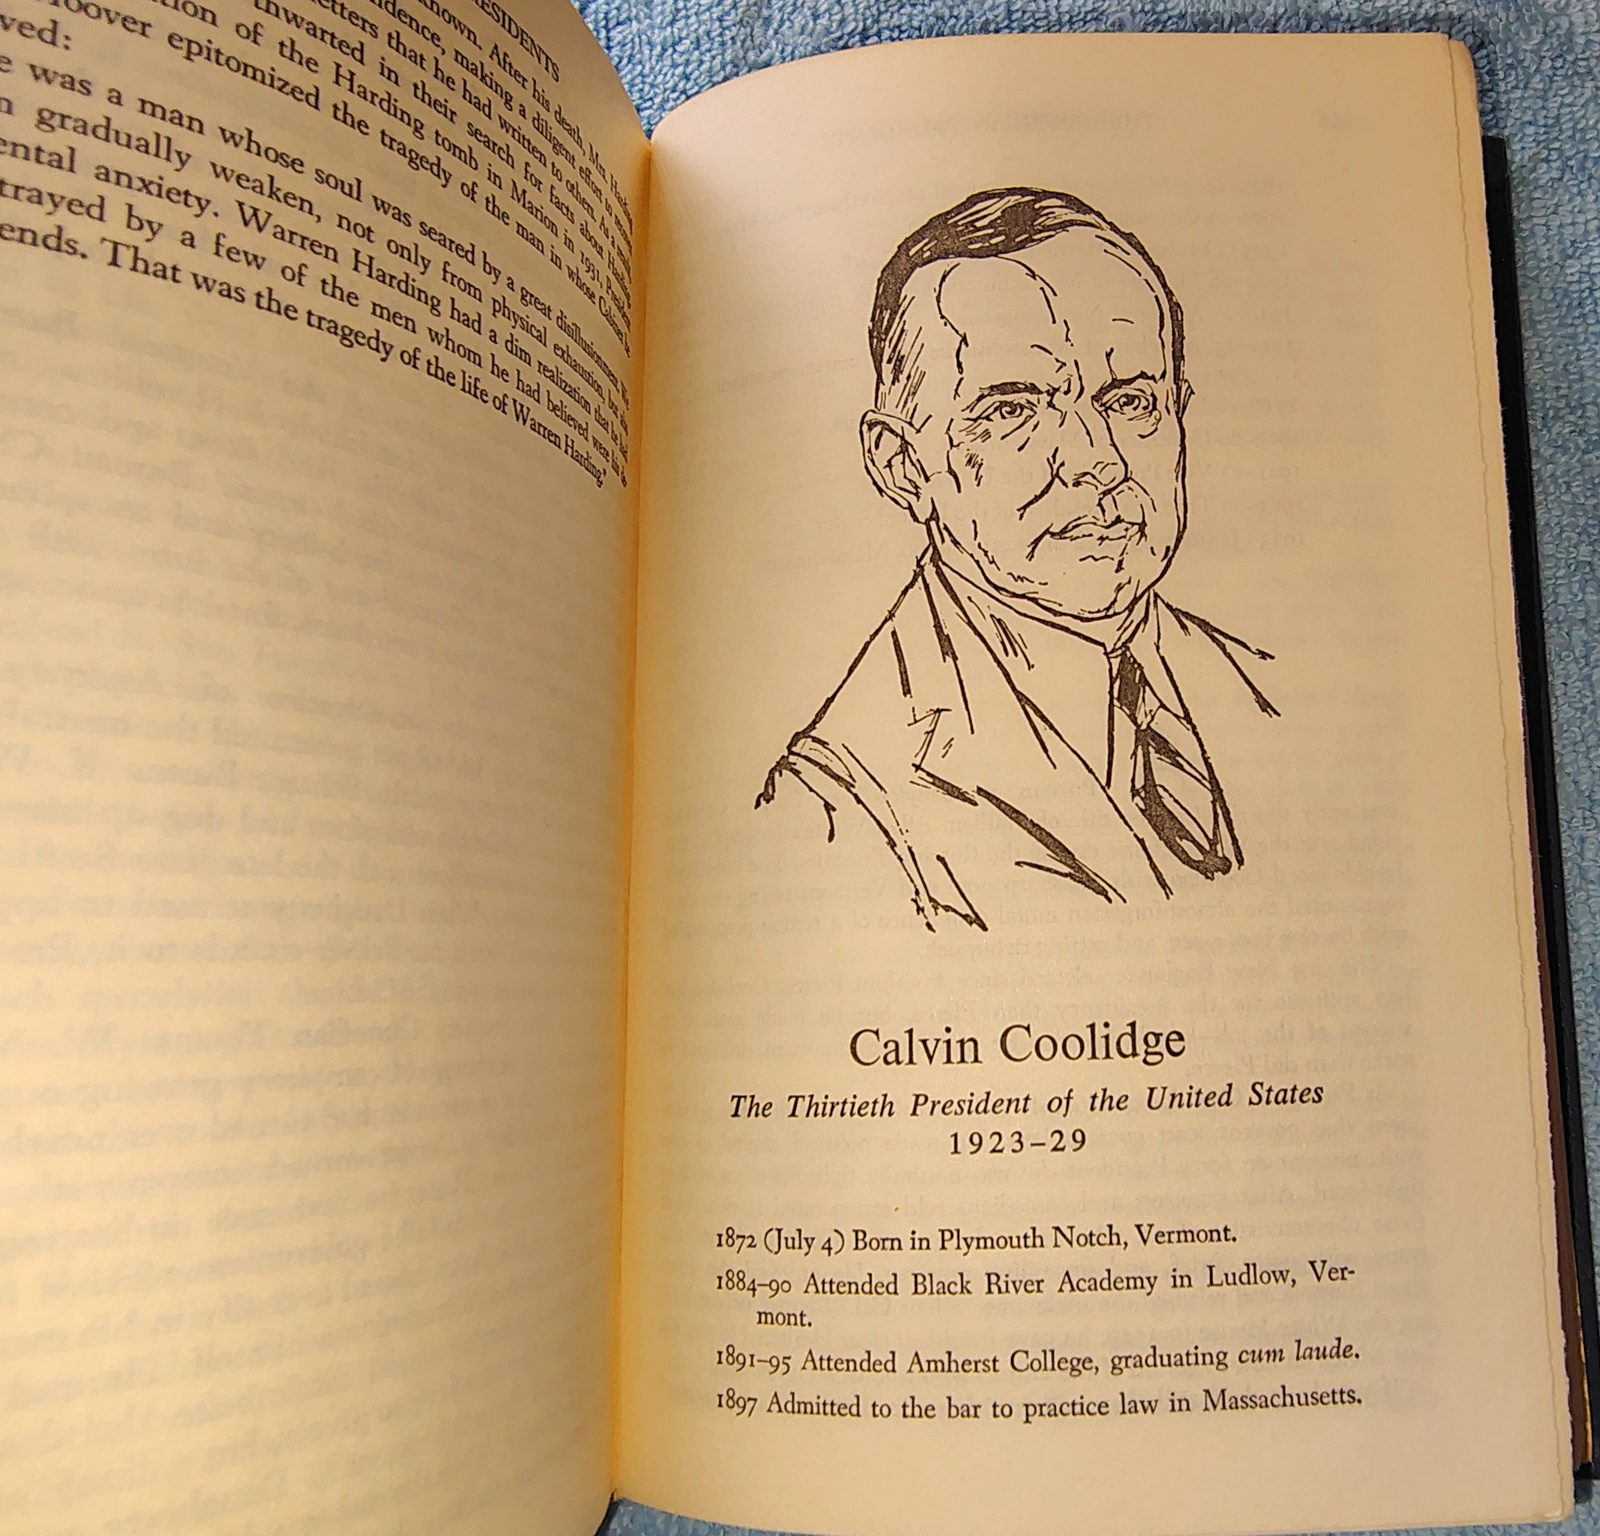 RESIDENTS
known. After his death, Mrs. Harding
dence, making a diligent effort to recover
etters that he had written to others. As a result,
thwarted in their search for facts about Harding.
tion of the Harding tomb in Marion in 1931, President
Hoover epitomized the tragedy of the man in whose Cabinet he
ved:
e was a man whose soul was seared by a great disillusionment. We
n gradually weaken, not only from physical exhaustion, but also
ental anxiety. Warren Harding had a dim realization that he had
trayed by a few of the men whom he had believed were his de-
ends. That was the tragedy of the life of Warren Harding."
Calvin Coolidge
The Thirtieth President of the United States
1923–29
1872 (July 4) Born in Plymouth Notch, Vermont.
1884–90 Attended Black River Academy in Ludlow, Ver-
mont.
1891–95 Attended Amherst College, graduating cum laude.
1897 Admitted to the bar to practice law in Massachusetts.